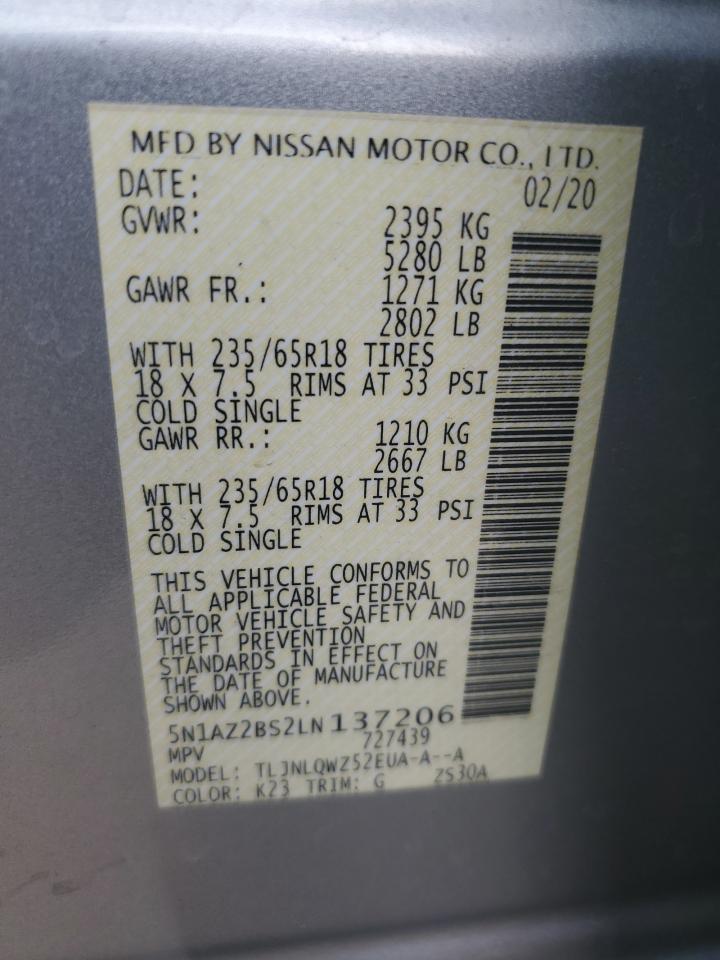 MFD BY NISSAN MOTOR CO., LTD.
DATE: 02/20
GVWR: 2395 KG
5280 LB
GAWR FR.: 1271 KG
2802 LB
WITH 235/65R18 TIRES
18 X 7.5 RIMS AT 33 PSI
COLD SINGLE
GAWR RR.: 1210 KG
2667 LB
WITH 235/65R18 TIRES
18 X 7.5 RIMS AT 33 PSI
COLD SINGLE
THIS VEHICLE CONFORMS TO
ALL APPLICABLE FEDERAL
MOTOR VEHICLE SAFETY AND
THEFT PREVENTION
STANDARDS IN EFFECT ON
THE DATE OF MANUFACTURE
SHOWN ABOVE.
5N1AZ2BS2LN137206
MPV 727439
MODEL: TLJNLQWZ52EUA-A--A
COLOR: K23 TRIM: G ZS30A